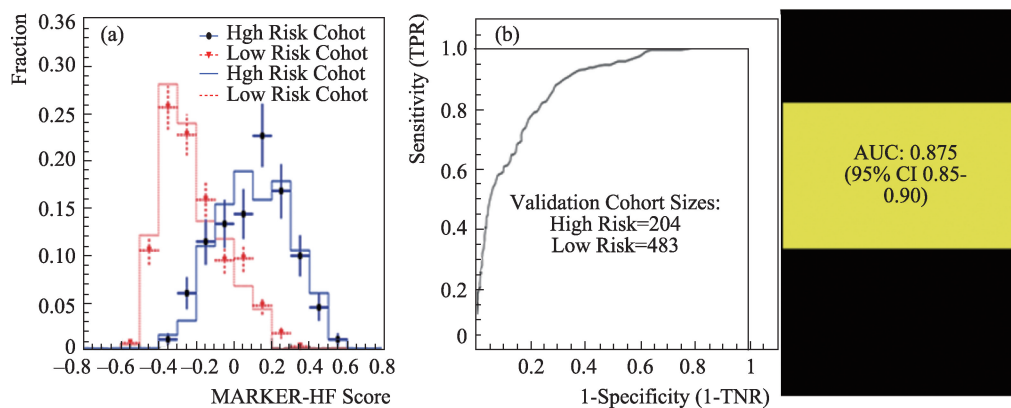 (a)
Hgh Risk Cohot
Low Risk Cohot
Hgh Risk Cohot
Low Risk Cohot
Fraction
0.36
0.30
0.25
0.20
0.15
0.10
0.05
0
–0.8 –0.6 –0.4 –0.2 0 0.2 0.4 0.6 0.8
MARKER-HF Score
(b)
Sensitivity (TPR)
1.0
0.8
0.6
0.4
1.0
0.2
0
Validation Cohort Sizes:
High Risk=204
Low Risk=483
0.2 0.4 0.6 0.8 1.0
1-Specificity (1-TNR)
AUC: 0.875
(95% CI 0.85-
0.90)